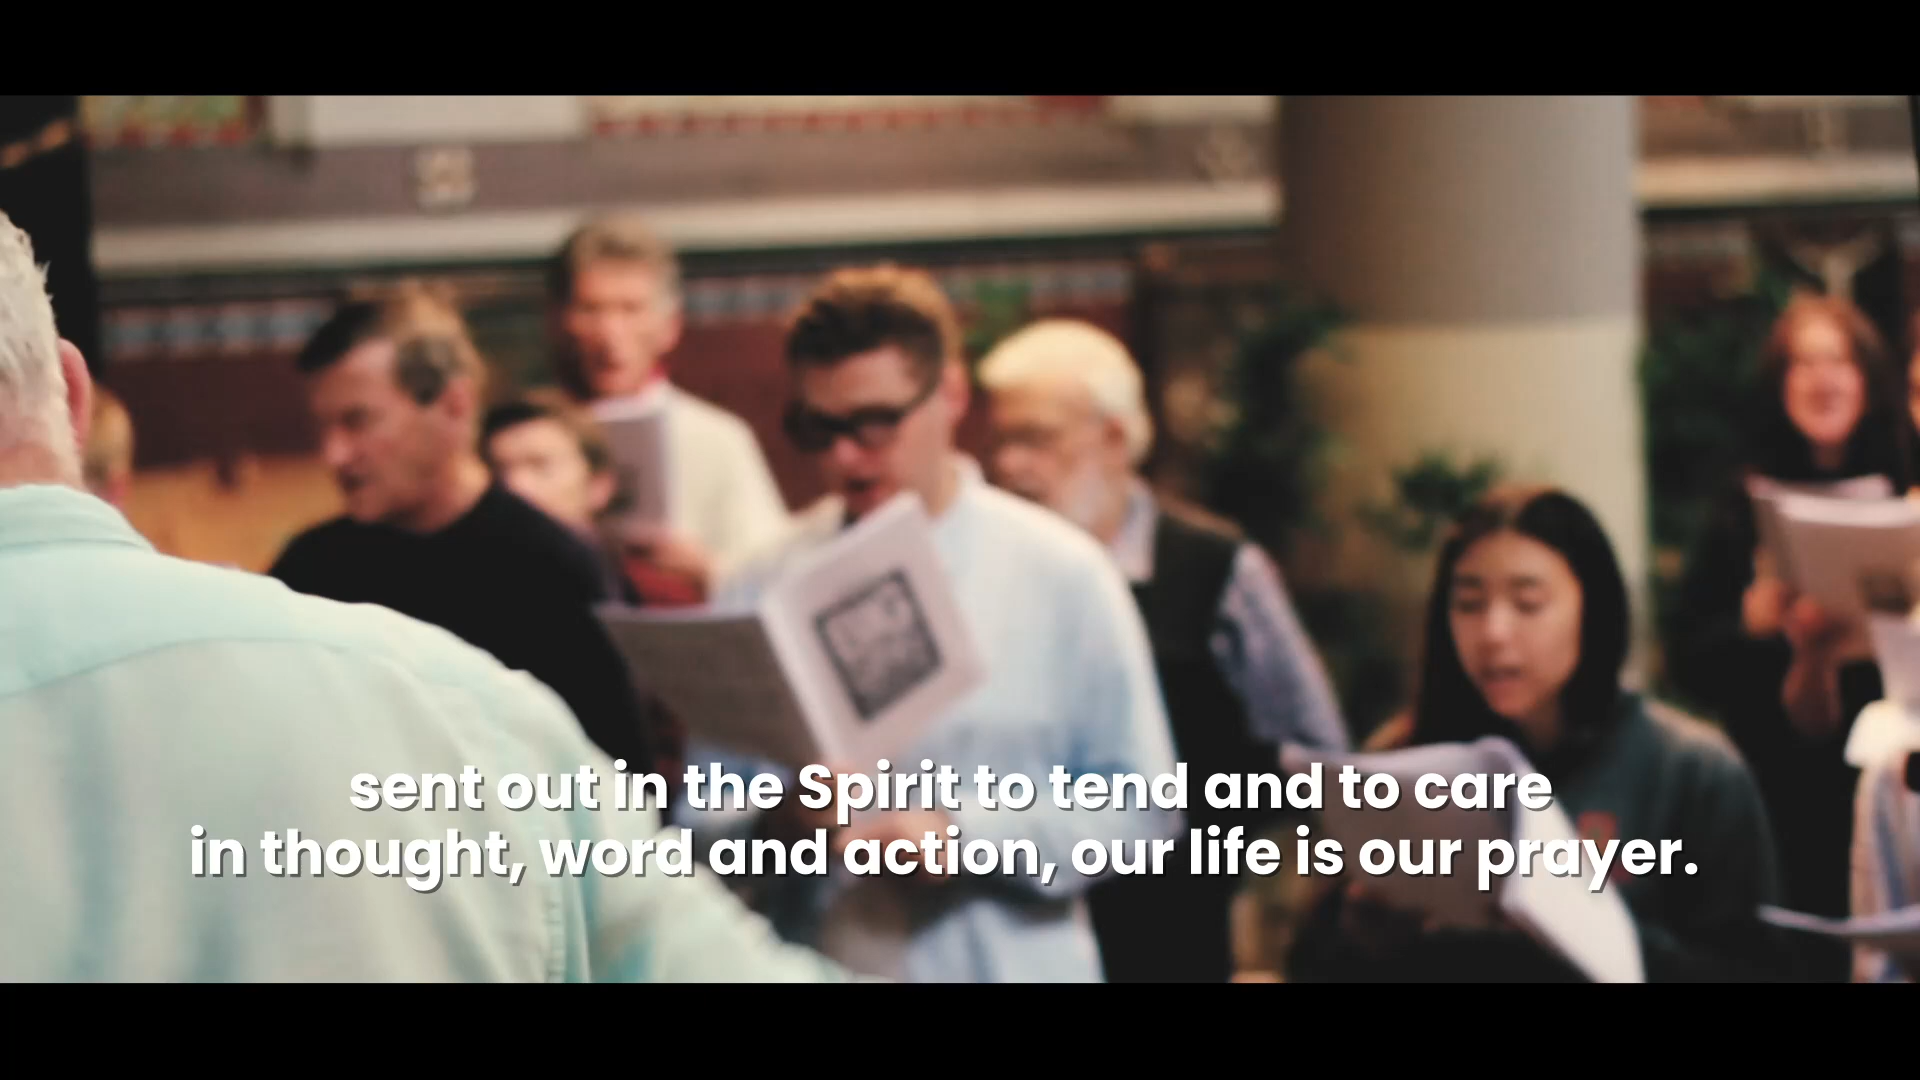 sent out in the Spirit to tend and to care
in thought, word and action, our life is our prayer.